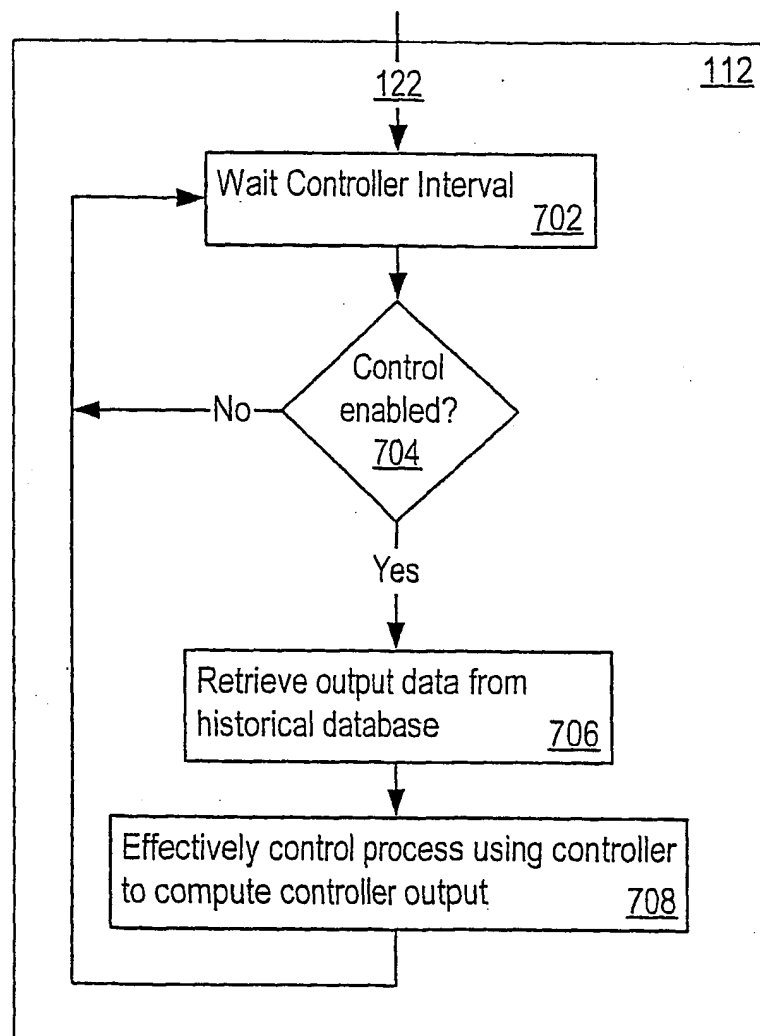 112
122
Wait Controller Interval
702
Control
enabled?
704
No
Yes
Retrieve output data from
historical database
706
Effectively control process using controller
to compute controller output
708